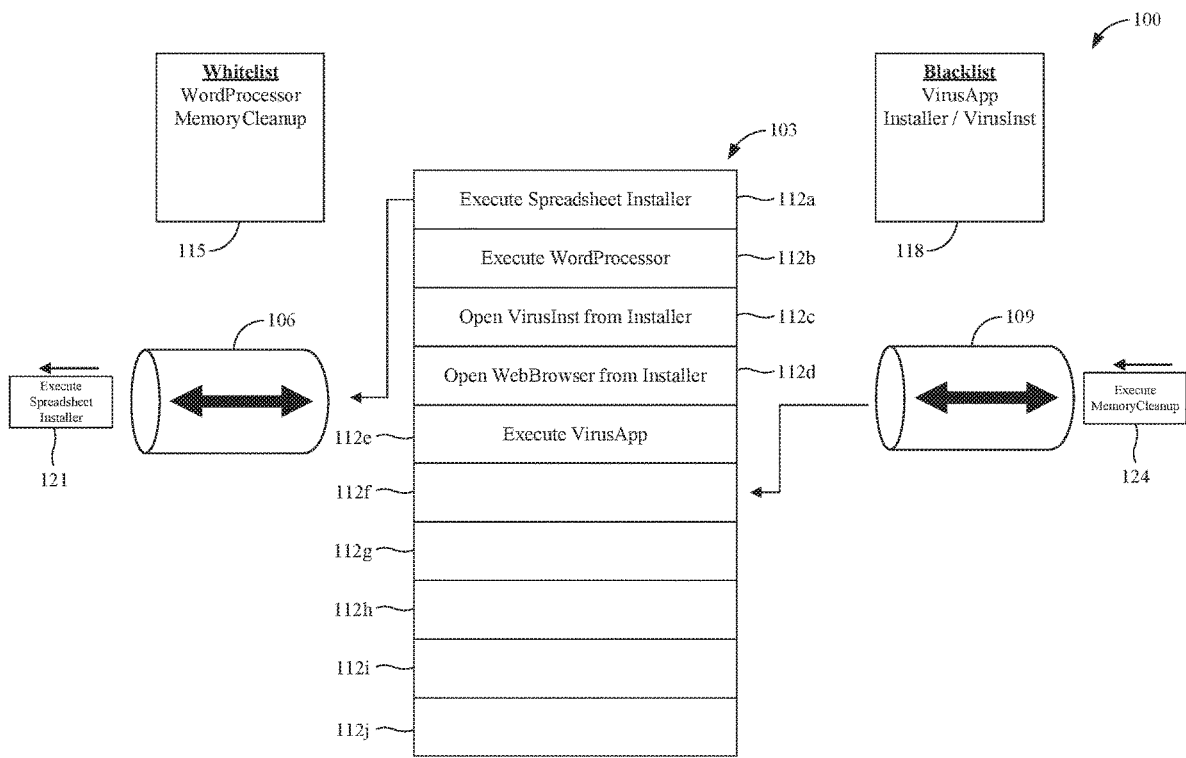 100
Whitelist
WordProcessor
MemoryCleanup
115
Blacklist
VirusApp
Installer / VirusInst
118
103
Execute Spreadsheet Installer
112a
Execute WordProcessor
112b
Open VirusInst from Installer
112c
Open WebBrowser from Installer
112d
Execute VirusApp
112e
112f
112g
112h
112i
112j
106
Execute
Spreadsheet
Installer
121
109
Execute
MemoryCleanup
124